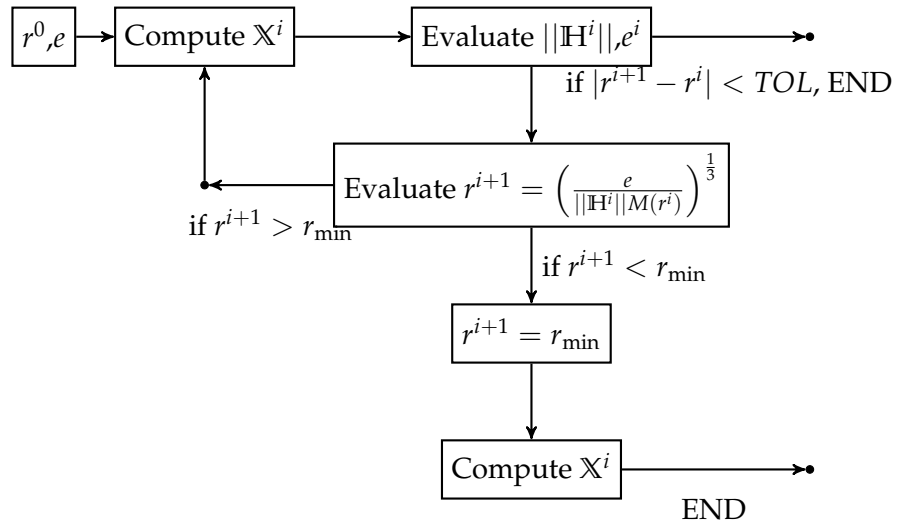 r^0,e
Compute 𝕏^i
Evaluate ||ℍ^i||,e^i
if |r^{i+1} − r^i| < TOL, END
Evaluate r^{i+1} = (e / (||ℍ^i||M(r^i)))^{1/3}
if r^{i+1} > r_min
if r^{i+1} < r_min
r^{i+1} = r_min
Compute 𝕏^i
END